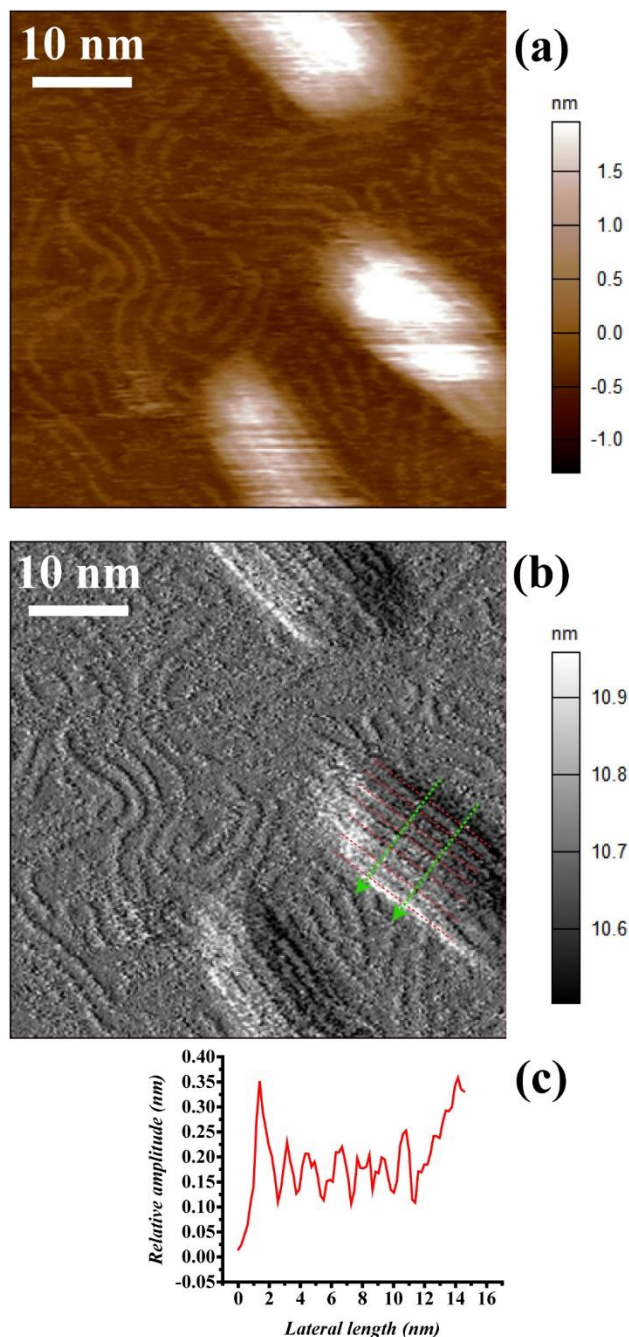 10 nm
(a)
nm
1.5
1.0
0.5
0.0
-0.5
-1.0
10 nm
(b)
nm
10.9
10.8
10.7
10.6
(c)
Relative amplitude (nm)
0.40
0.35
0.30
0.25
0.20
0.15
0.10
0.05
0.00
-0.05
0 2 4 6 8 10 12 14 16
Lateral length (nm)